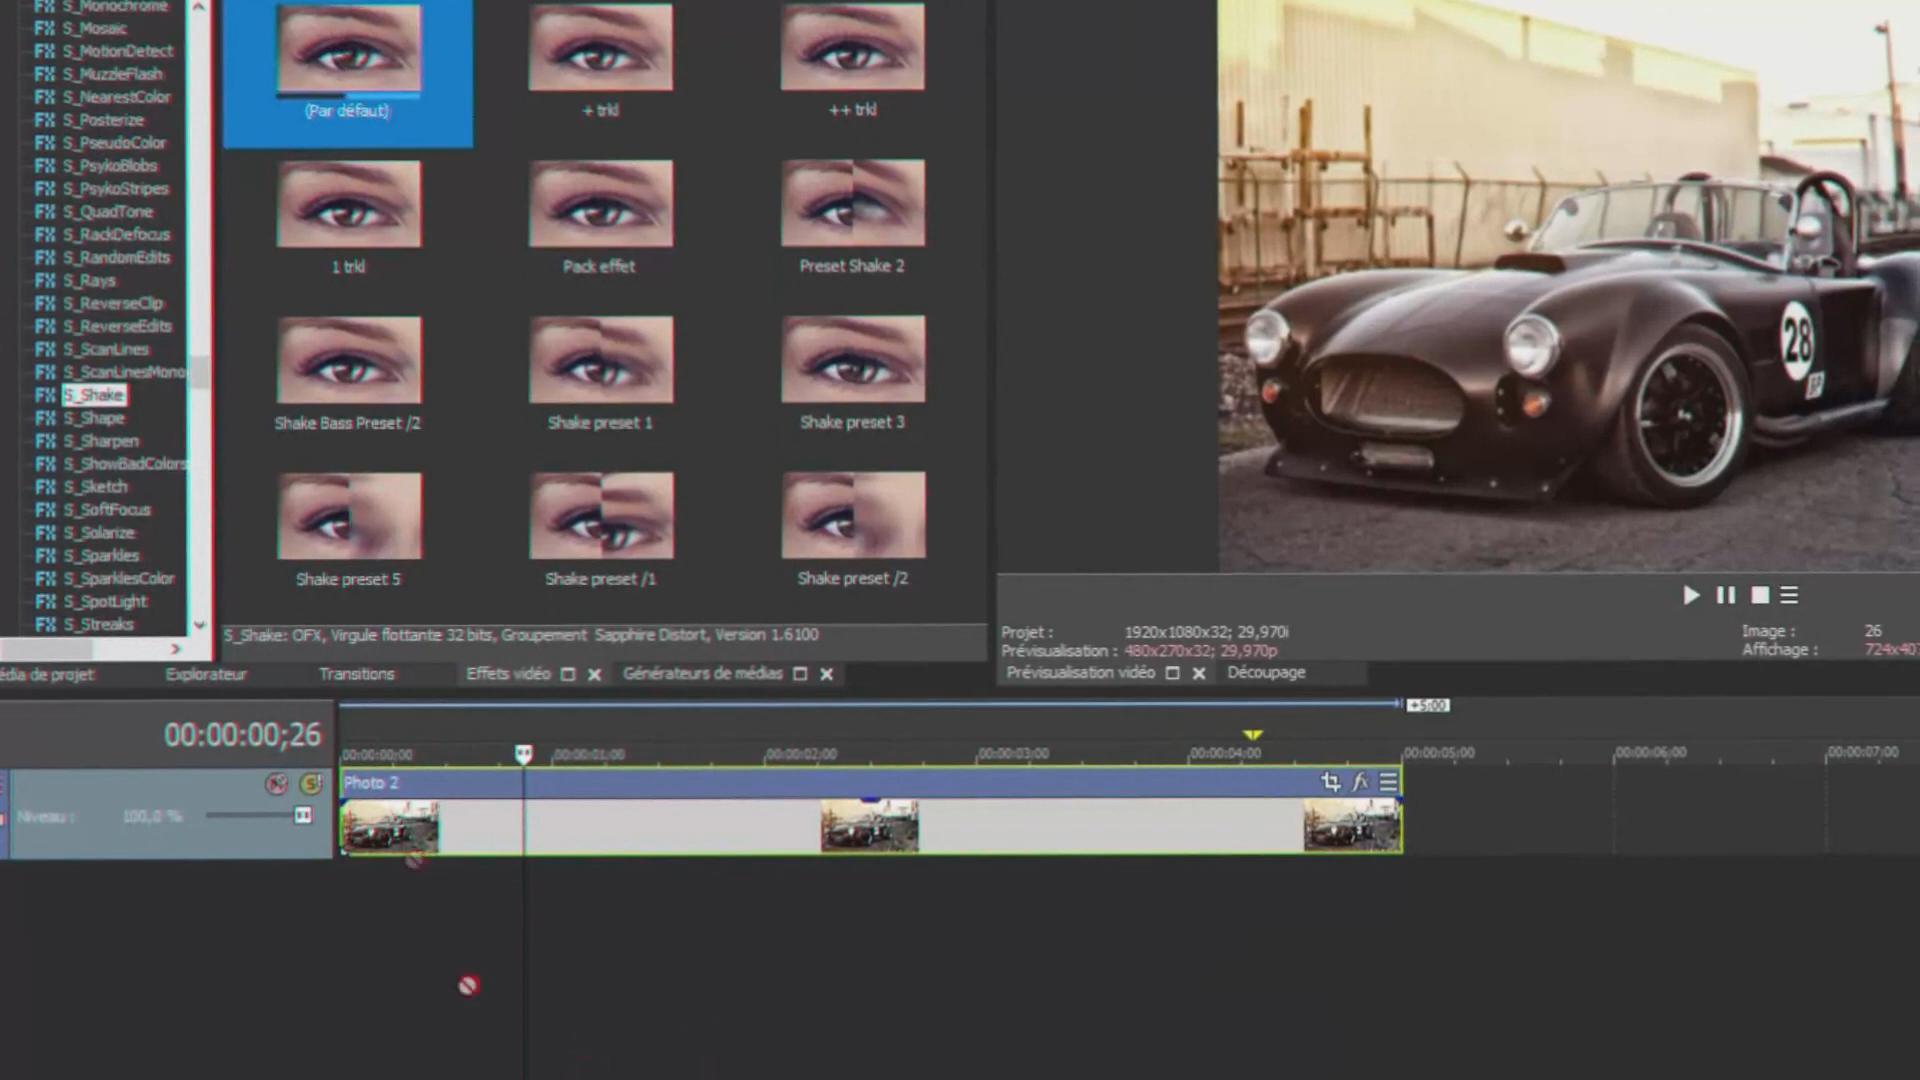 FX S_Monochrome
FX S_Mosaic
FX S_MotionDetect
FX S_MuzzleFlash
FX S_NearestColor
FX S_Posterize
FX S_PseudoColor
FX S_PsykoBlobs
FX S_PsykoStripes
FX S_QuadTone
FX S_RackDefocus
FX S_RandomEdits
FX S_Rays
FX S_ReverseClip
FX S_ReverseEdits
FX S_ScanLines
FX S_ScanLinesMono
FX S_Shake
FX S_Shape
FX S_Sharpen
FX S_ShowBadColors
FX S_Sketch
FX S_SoftFocus
FX S_Solarize
FX S_Sparkles
FX S_SparklesColor
FX S_SpotLight
FX S_Streaks
(Par défaut)
+ trkl
++ trkl
1 trkl
Pack effet
Preset Shake 2
Shake Bass Preset /2
Shake preset 1
Shake preset 3
Shake preset 5
Shake preset /1
Shake preset /2
S_Shake: OFX, Virgule flottante 32 bits, Groupement Sapphire Distort, Version 1.6100
28
BP
Projet : 1920x1080x32; 29,970i
Prévisualisation : 480x270x32; 29,970p
Image : 26
Affichage : 724x407
édia de projet
Explorateur
Transitions
Effets vidéo
Générateurs de médias
Prévisualisation vidéo
Découpage
00:00:00;26
+5:00
00:00:00;00
00:00:01;00
00:00:02;00
00:00:03;00
00:00:04;00
00:00:05;00
00:00:06;00
00:00:07;00
Photo 2
fx
Niveau : 100,0 %